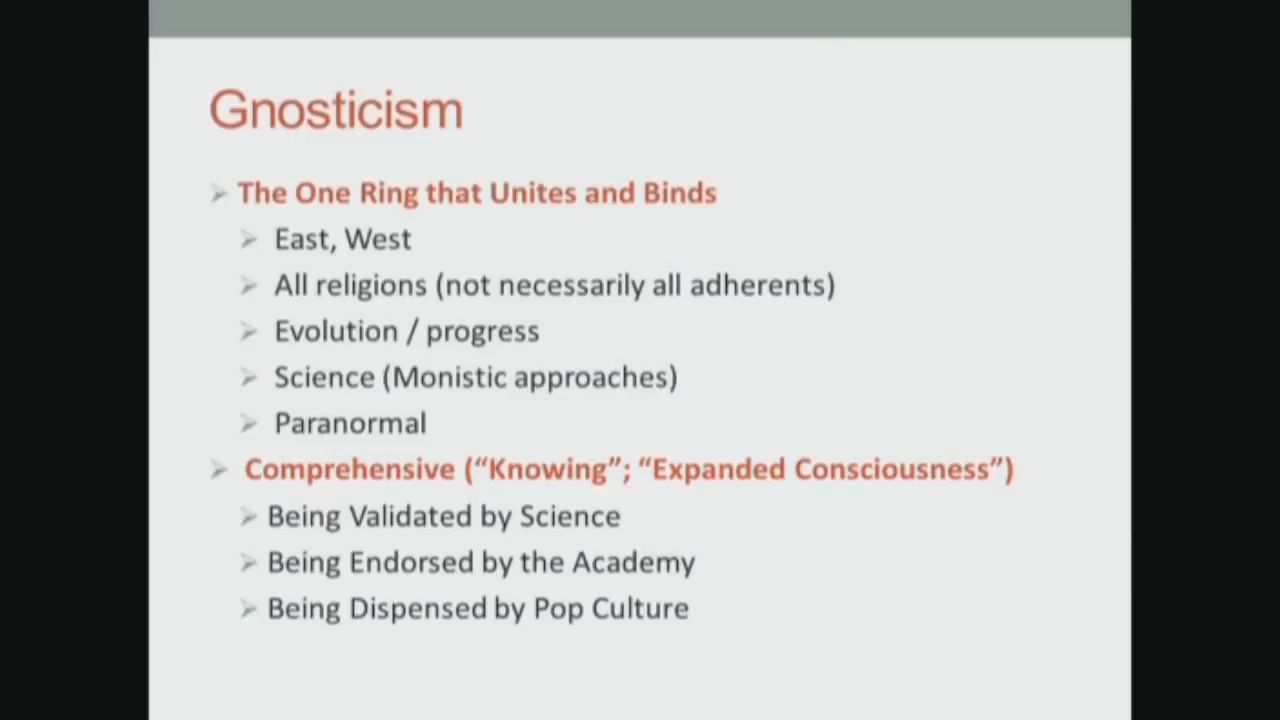 Gnosticism
The One Ring that Unites and Binds
East, West
All religions (not necessarily all adherents)
Evolution / progress
Science (Monistic approaches)
Paranormal
Comprehensive (“Knowing”; “Expanded Consciousness”)
Being Validated by Science
Being Endorsed by the Academy
Being Dispensed by Pop Culture